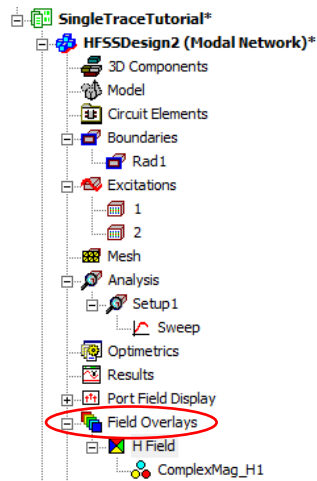 SingleTraceTutorial*
HFSSDesign2 (Modal Network)*
3D Components
Model
Circuit Elements
Boundaries
Rad1
Excitations
1
2
Mesh
Analysis
Setup1
Sweep
Optimetrics
Results
Port Field Display
Field Overlays
H Field
ComplexMag_H1